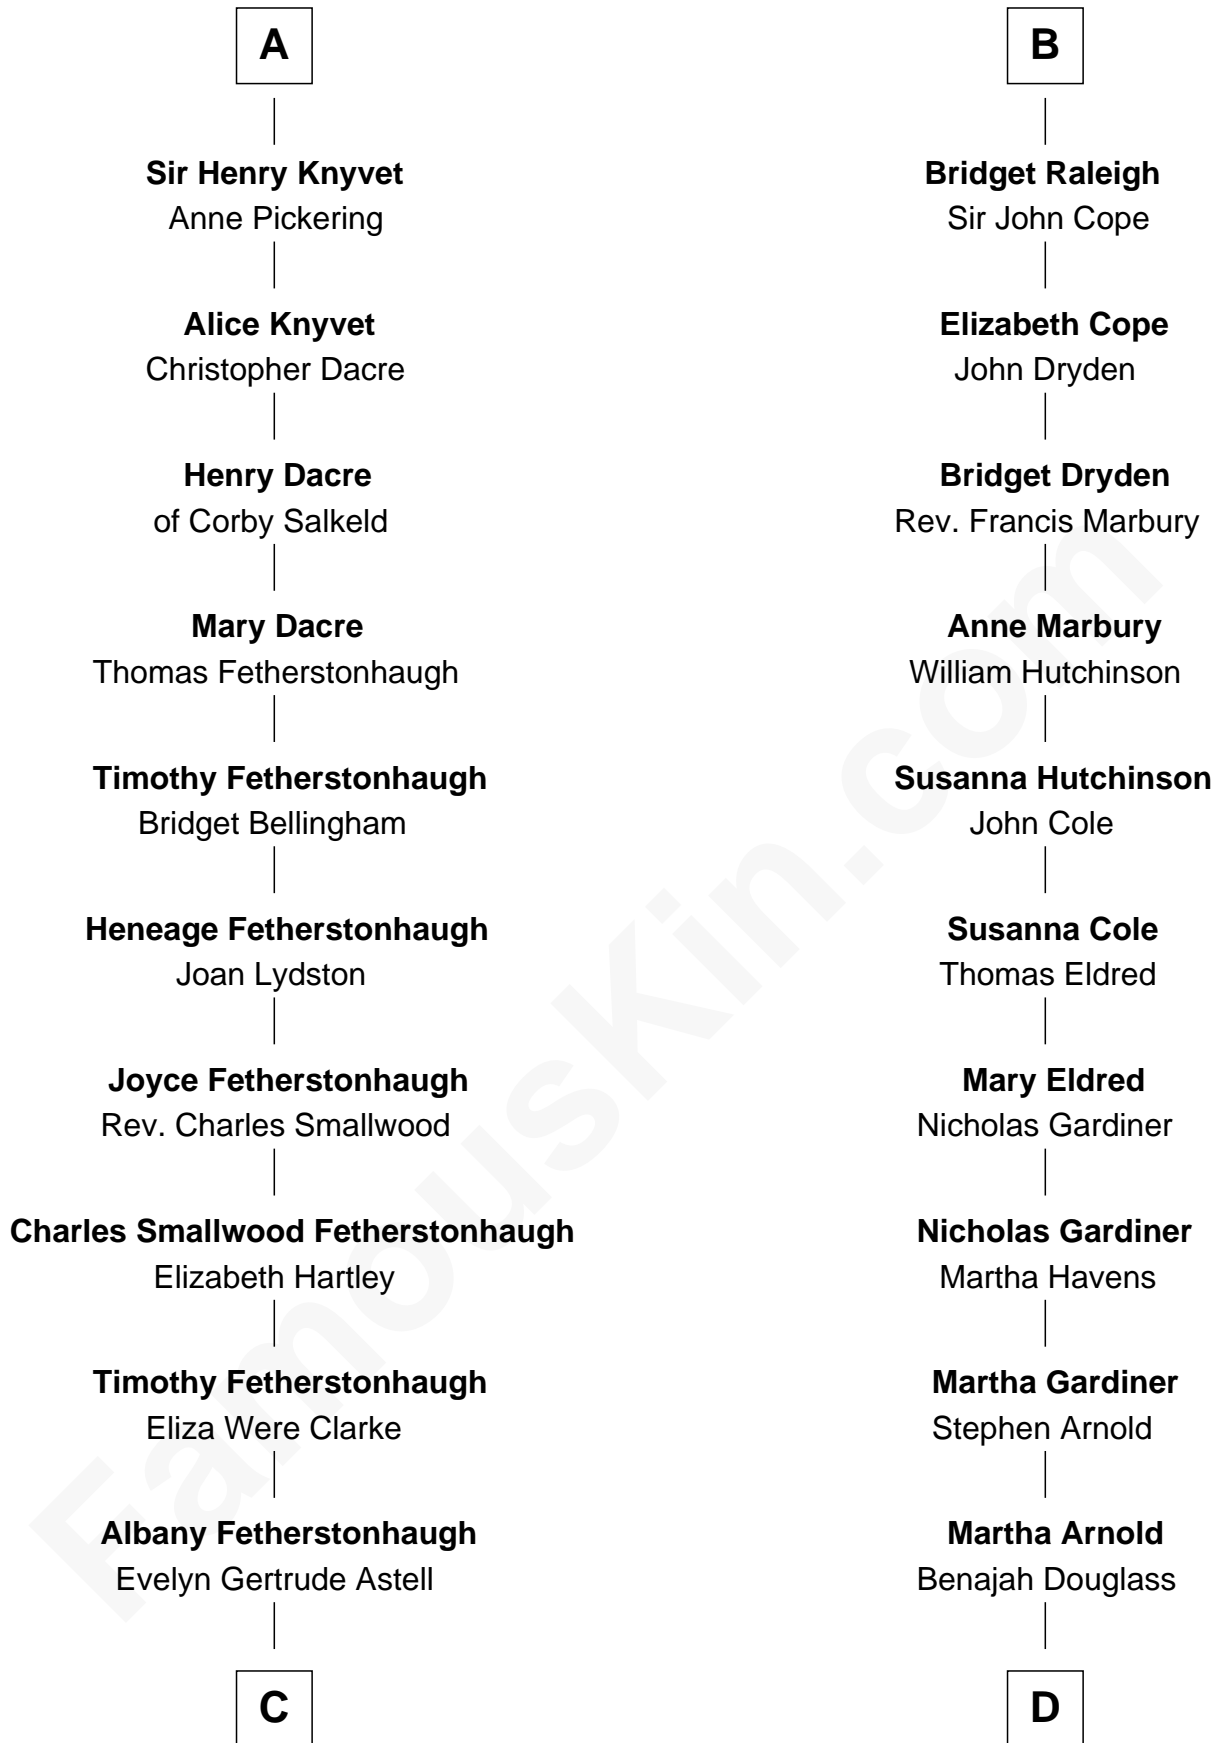 A
Sir Henry Knyvet
Anne Pickering
Alice Knyvet
Christopher Dacre
Henry Dacre
of Corby Salkeld
Mary Dacre
Thomas Fetherstonhaugh
Timothy Fetherstonhaugh
Bridget Bellingham
Heneage Fetherstonhaugh
Joan Lydston
Joyce Fetherstonhaugh
Rev. Charles Smallwood
Charles Smallwood Fetherstonhaugh
Elizabeth Hartley
Timothy Fetherstonhaugh
Eliza Were Clarke
Albany Fetherstonhaugh
Evelyn Gertrude Astell
C
B
Bridget Raleigh
Sir John Cope
Elizabeth Cope
John Dryden
Bridget Dryden
Rev. Francis Marbury
Anne Marbury
William Hutchinson
Susanna Hutchinson
John Cole
Susanna Cole
Thomas Eldred
Mary Eldred
Nicholas Gardiner
Nicholas Gardiner
Martha Havens
Martha Gardiner
Stephen Arnold
Martha Arnold
Benajah Douglass
D
FamousKin.com